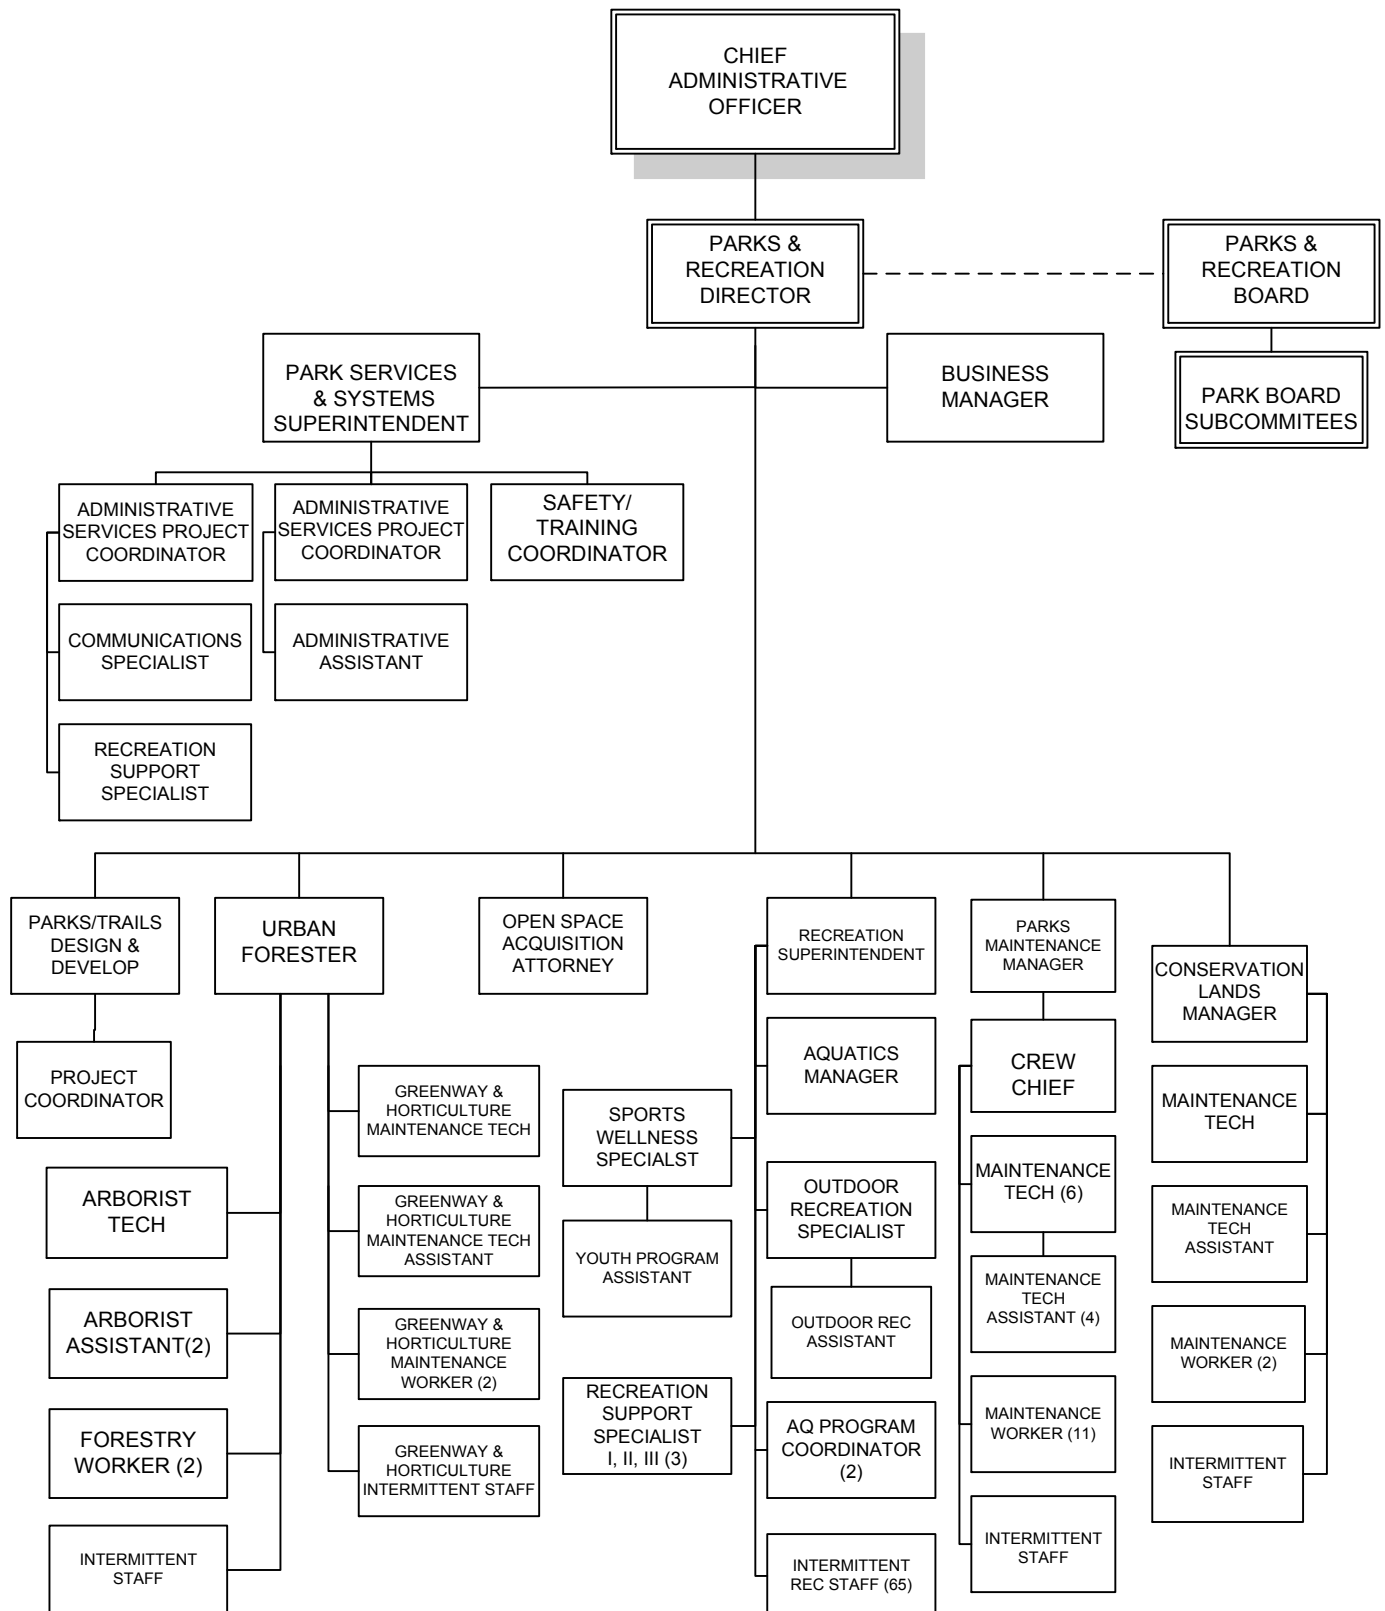 CHIEF
ADMINISTRATIVE
OFFICER
PARKS &
RECREATION
DIRECTOR
PARKS &
RECREATION
BOARD
PARK SERVICES
& SYSTEMS
SUPERINTENDENT
BUSINESS
MANAGER
PARK BOARD
SUBCOMMITEES
ADMINISTRATIVE
SERVICES PROJECT
COORDINATOR
ADMINISTRATIVE
SERVICES PROJECT
COORDINATOR
SAFETY/
TRAINING
COORDINATOR
COMMUNICATIONS
SPECIALIST
ADMINISTRATIVE
ASSISTANT
RECREATION
SUPPORT
SPECIALIST
PARKS/TRAILS
DESIGN &
DEVELOP
URBAN
FORESTER
OPEN SPACE
ACQUISITION
ATTORNEY
RECREATION
SUPERINTENDENT
PARKS
MAINTENANCE
MANAGER
CONSERVATION
LANDS
MANAGER
PROJECT
COORDINATOR
GREENWAY &
HORTICULTURE
MAINTENANCE TECH
SPORTS
WELLNESS
SPECIALST
AQUATICS
MANAGER
CREW
CHIEF
MAINTENANCE
TECH
ARBORIST
TECH
GREENWAY &
HORTICULTURE
MAINTENANCE TECH
ASSISTANT
YOUTH PROGRAM
ASSISTANT
OUTDOOR
RECREATION
SPECIALIST
MAINTENANCE
TECH (6)
MAINTENANCE
TECH
ASSISTANT
ARBORIST
ASSISTANT(2)
GREENWAY &
HORTICULTURE
MAINTENANCE
WORKER (2)
OUTDOOR REC
ASSISTANT
MAINTENANCE
TECH
ASSISTANT (4)
MAINTENANCE
WORKER (2)
FORESTRY
WORKER (2)
GREENWAY &
HORTICULTURE
INTERMITTENT STAFF
RECREATION
SUPPORT
SPECIALIST
I, II, III (3)
AQ PROGRAM
COORDINATOR
(2)
MAINTENANCE
WORKER (11)
INTERMITTENT
STAFF
INTERMITTENT
STAFF
INTERMITTENT
REC STAFF (65)
INTERMITTENT
STAFF